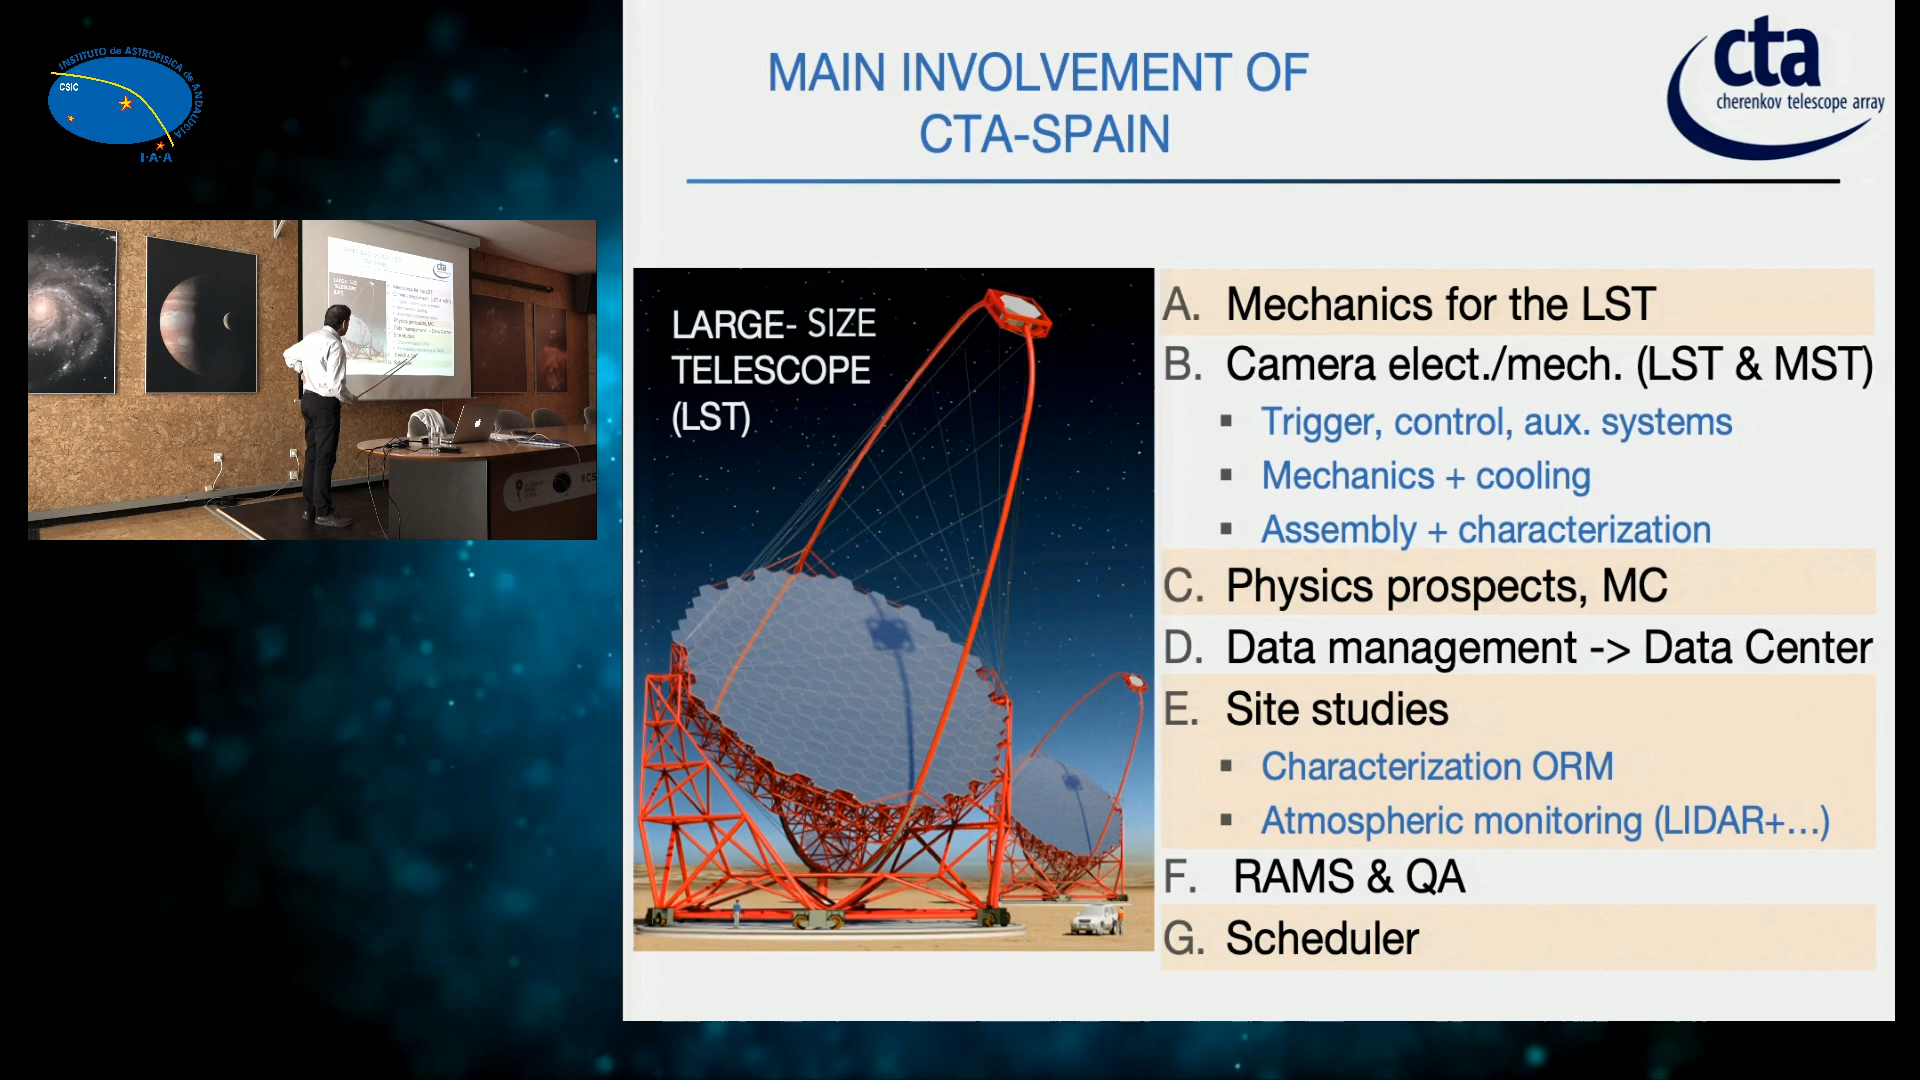 INSTITUTO de ASTROFISICA de ANDALUCIA
CSIC
I·A·A
MAIN INVOLVEMENT OF
CTA-SPAIN
cta
cherenkov telescope array
LARGE- SIZE
TELESCOPE
(LST)
A. Mechanics for the LST
B. Camera elect./mech. (LST & MST)
▪ Trigger, control, aux. systems
▪ Mechanics + cooling
▪ Assembly + characterization
C. Physics prospects, MC
D. Data management -> Data Center
E. Site studies
▪ Characterization ORM
▪ Atmospheric monitoring (LIDAR+...)
F. RAMS & QA
G. Scheduler